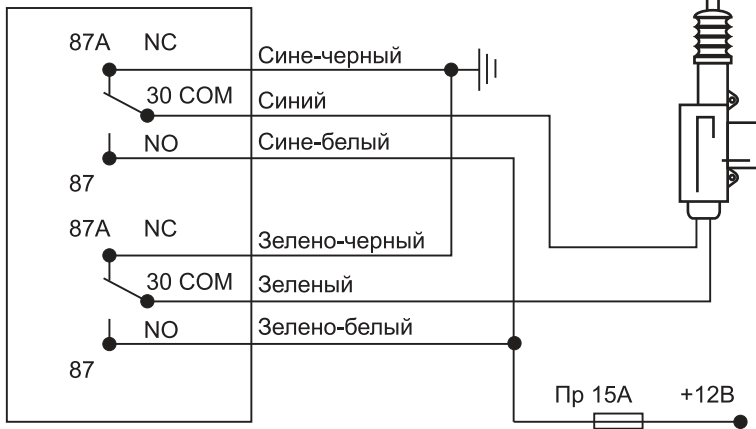 87A NC
Сине-черный
30 COM
Синий
NO
Сине-белый
87
87A NC
Зелено-черный
30 COM
Зеленый
NO
Зелено-белый
87
Пр 15А
+12В